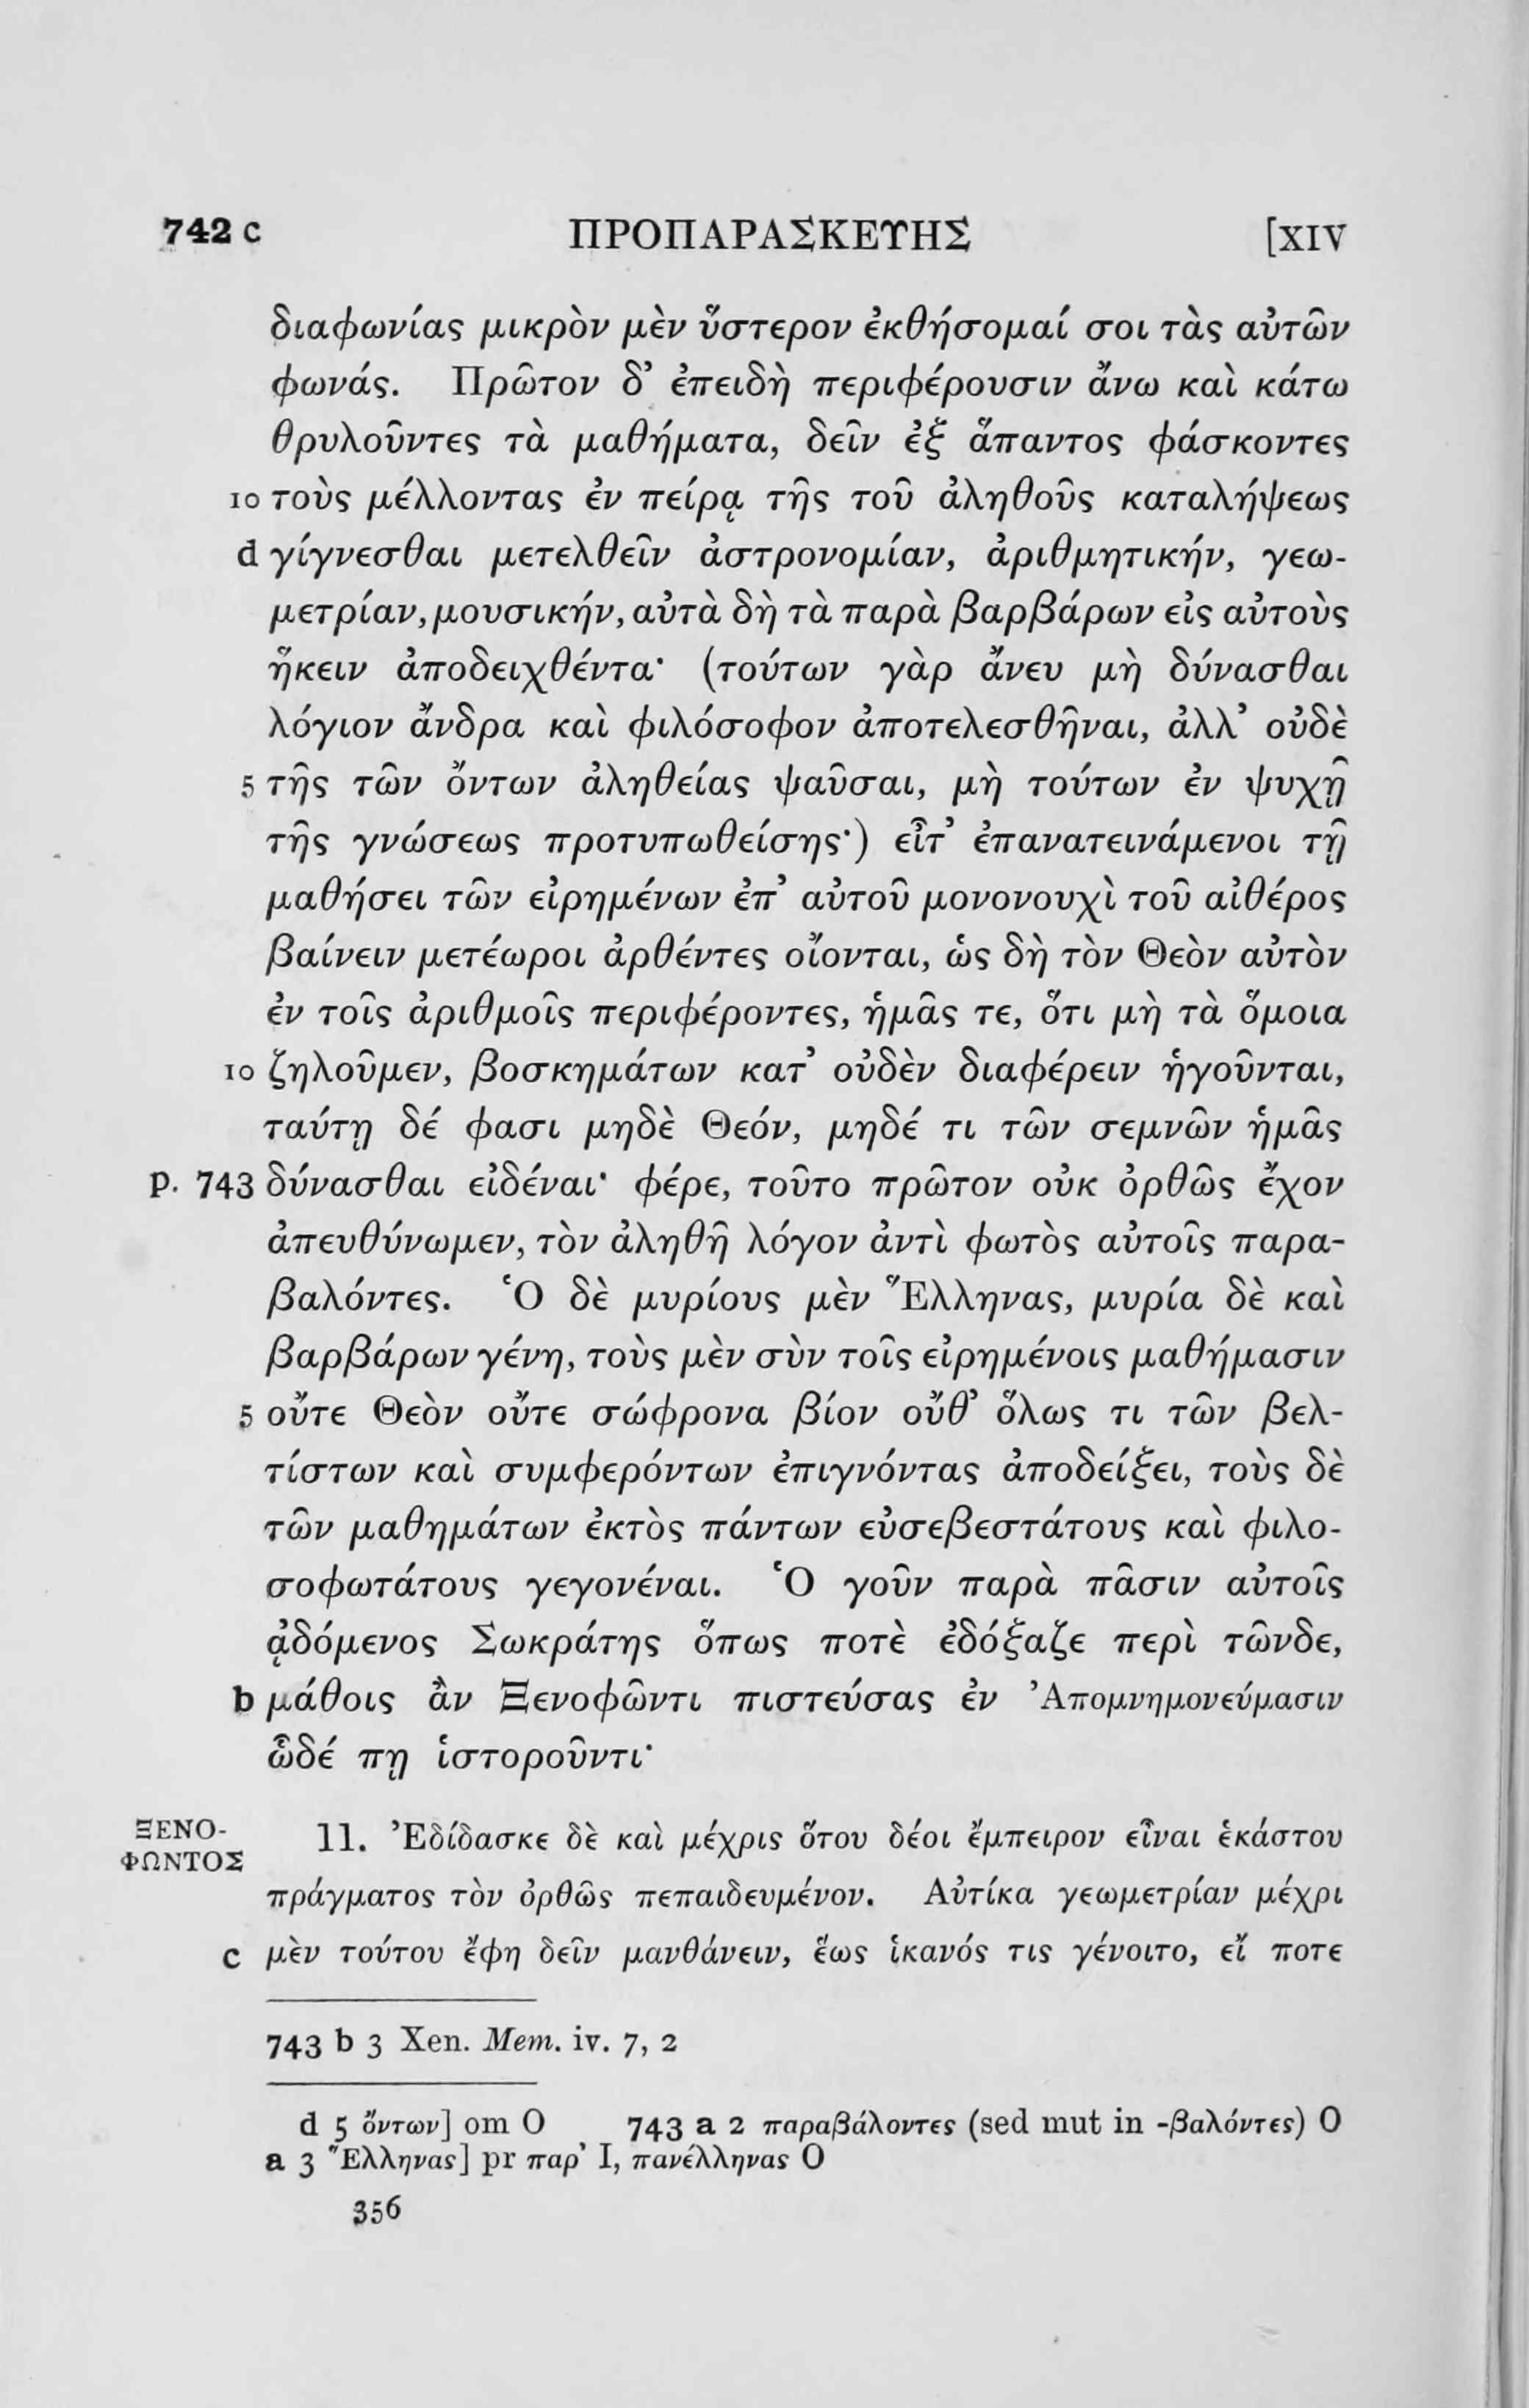 742 c ΠΡΟΠΑΡΑΣΚΕΥΗΣ [XIV
διαφωνίας μικρὸν μὲν ὕστερον ἐκθήσομαί σοι τὰς αὐτῶν
φωνάς. Πρῶτον δ’ ἐπειδὴ περιφέρουσιν ἄνω καὶ κάτω
θρυλοῦντες τὰ μαθήματα, δεῖν ἐξ ἅπαντος φάσκοντες
10 τοὺς μέλλοντας ἐν πείρᾳ τῆς τοῦ ἀληθοῦς καταλήψεως
d γίγνεσθαι μετελθεῖν ἀστρονομίαν, ἀριθμητικήν, γεω-
μετρίαν, μουσικήν, αὐτὰ δὴ τὰ παρὰ βαρβάρων εἰς αὐτοὺς
ἥκειν ἀποδειχθέντα· (τούτων γὰρ ἄνευ μὴ δύνασθαι
λόγιον ἄνδρα καὶ φιλόσοφον ἀποτελεσθῆναι, ἀλλ’ οὐδὲ
5 τῆς τῶν ὄντων ἀληθείας ψαῦσαι, μὴ τούτων ἐν ψυχῇ
τῆς γνώσεως προτυπωθείσης·) εἶτ’ ἐπανατεινάμενοι τῇ
μαθήσει τῶν εἰρημένων ἐπ’ αὐτοῦ μονονουχὶ τοῦ αἰθέρος
βαίνειν μετέωροι ἀρθέντες οἴονται, ὡς δὴ τὸν Θεὸν αὐτὸν
ἐν τοῖς ἀριθμοῖς περιφέροντες, ἡμᾶς τε, ὅτι μὴ τὰ ὅμοια
10 ζηλοῦμεν, βοσκημάτων κατ’ οὐδὲν διαφέρειν ἡγοῦνται,
ταύτῃ δέ φασι μηδὲ Θεόν, μηδέ τι τῶν σεμνῶν ἡμᾶς
p. 743 δύνασθαι εἰδέναι· φέρε, τοῦτο πρῶτον οὐκ ὀρθῶς ἔχον
ἀπευθύνωμεν, τὸν ἀληθῆ λόγον ἀντὶ φωτὸς αὐτοῖς παρα-
βαλόντες. Ὁ δὲ μυρίους μὲν Ἕλληνας, μυρία δὲ καὶ
βαρβάρων γένη, τοὺς μὲν σὺν τοῖς εἰρημένοις μαθήμασιν
5 οὔτε Θεὸν οὔτε σώφρονα βίον οὔθ’ ὅλως τι τῶν βελ-
τίστων καὶ συμφερόντων ἐπιγνόντας ἀποδείξει, τοὺς δὲ
τῶν μαθημάτων ἐκτὸς πάντων εὐσεβεστάτους καὶ φιλο-
σοφωτάτους γεγονέναι. Ὁ γοῦν παρὰ πᾶσιν αὐτοῖς
ᾀδόμενος Σωκράτης ὅπως ποτὲ ἐδόξαζε περὶ τῶνδε,
b μάθοις ἂν Ξενοφῶντι πιστεύσας ἐν Ἀπομνημονεύμασιν
ὧδέ πῃ ἱστοροῦντι·
ΞΕΝΟ-
ΦΩΝΤΟΣ
11. Ἐδίδασκε δὲ καὶ μέχρις ὅτου δέοι ἔμπειρον εἶναι ἑκάστου
πράγματος τὸν ὀρθῶς πεπαιδευμένον. Αὐτίκα γεωμετρίαν μέχρι
c μὲν τούτου ἔφη δεῖν μανθάνειν, ἕως ἱκανός τις γένοιτο, εἴ ποτε
743 b 3 Xen. Mem. iv. 7, 2
d 5 ὄντων] om O 743 a 2 παραβάλοντες (sed mut in -βαλόντες) O
a 3 Ἕλληνας] pr παρ’ I, πανέλληνας O
356